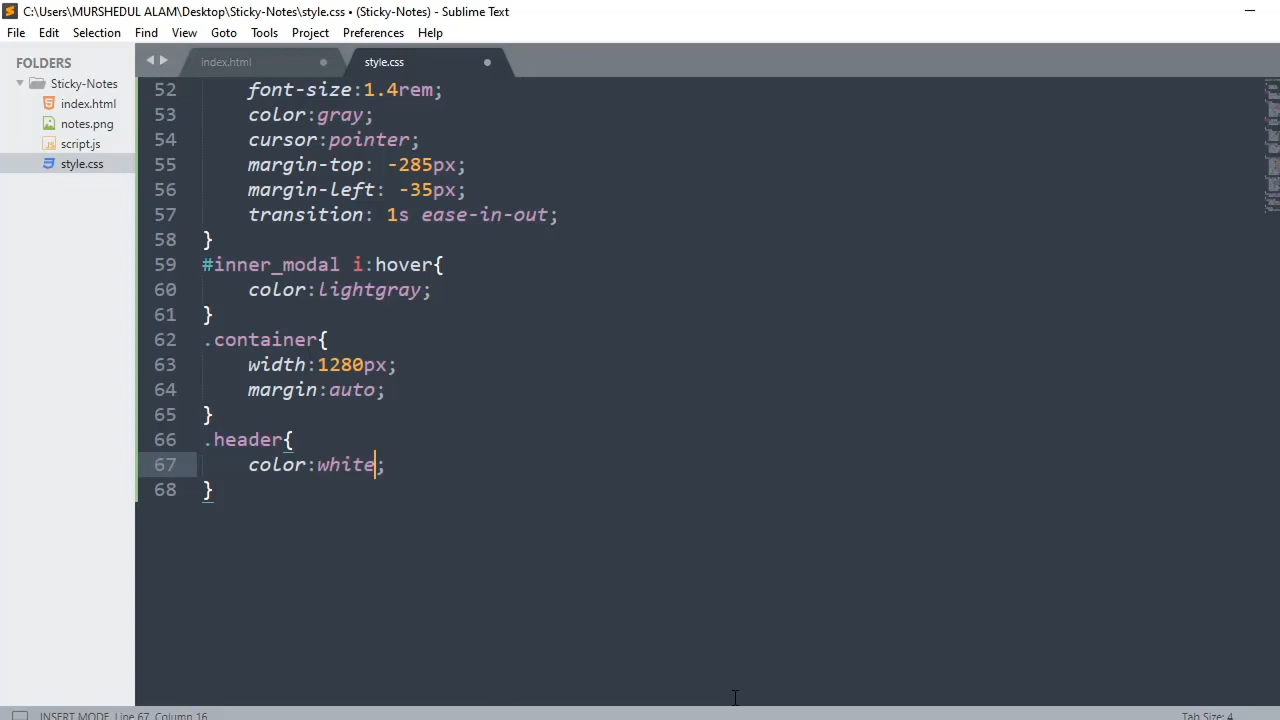 C:\Users\MURSHEDUL ALAM\Desktop\Sticky-Notes\style.css • (Sticky-Notes) - Sublime Text
File Edit Selection Find View Goto Tools Project Preferences Help
FOLDERS
Sticky-Notes
index.html
notes.png
script.js
style.css
index.html style.css
52 font-size:1.4rem;
53 color:gray;
54 cursor:pointer;
55 margin-top: -285px;
56 margin-left: -35px;
57 transition: 1s ease-in-out;
58 }
59 #inner_modal i:hover{
60 color:lightgray;
61 }
62 .container{
63 width:1280px;
64 margin:auto;
65 }
66 .header{
67 color:white;
68 }
INSERT MODE, Line 67, Column 16 Tab Size: 4